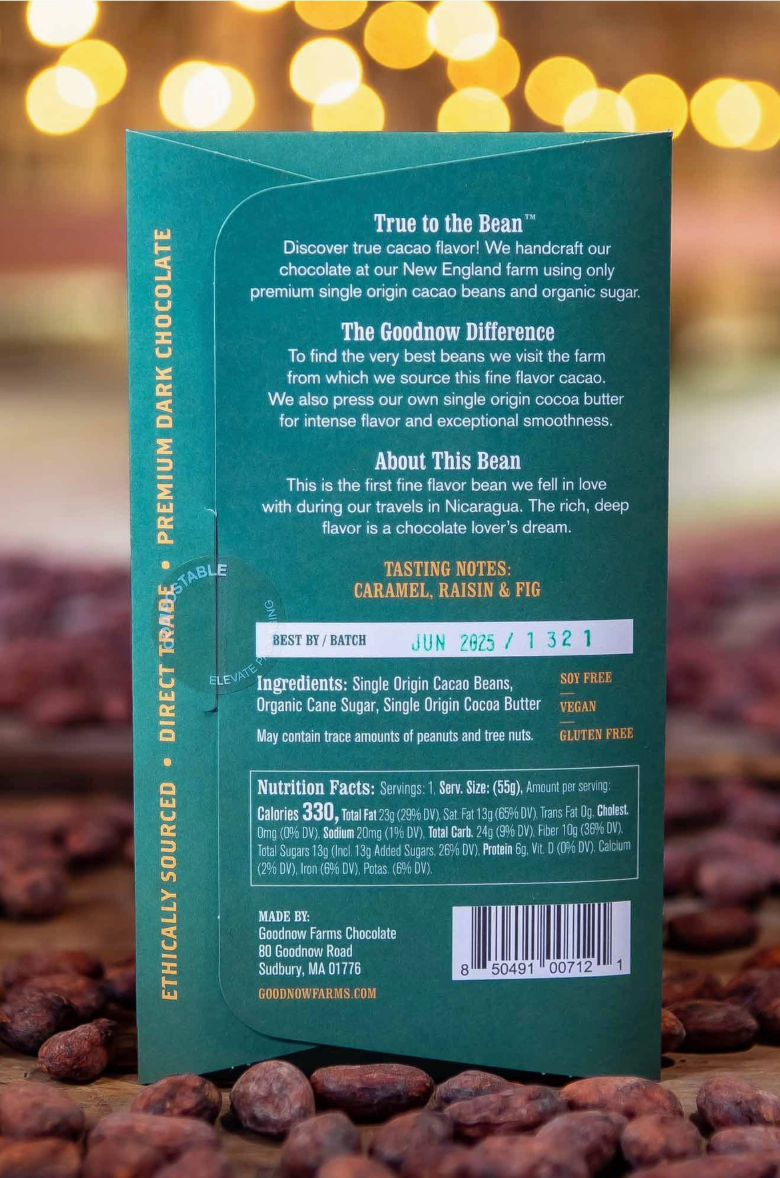 True to the Bean™
Discover true cacao flavor! We handcraft our
chocolate at our New England farm using only
premium single origin cacao beans and organic sugar.
The Goodnow Difference
To find the very best beans we visit the farm
from which we source this fine flavor cacao.
We also press our own single origin cocoa butter
for intense flavor and exceptional smoothness.
About This Bean
This is the first fine flavor bean we fell in love
with during our travels in Nicaragua. The rich, deep
flavor is a chocolate lover's dream.
TASTING NOTES:
CARAMEL, RAISIN & FIG
BEST BY / BATCH JUN 2025 / 1321
Ingredients: Single Origin Cacao Beans,
Organic Cane Sugar, Single Origin Cocoa Butter
May contain trace amounts of peanuts and tree nuts.
SOY FREE
VEGAN
GLUTEN FREE
Nutrition Facts: Servings: 1, Serv. Size: (55g), Amount per serving:
Calories 330, Total Fat 23g (29% DV), Sat. Fat 13g (65% DV), Trans Fat 0g, Cholest.
0mg (0% DV), Sodium 20mg (1% DV), Total Carb. 24g (9% DV), Fiber 10g (36% DV),
Total Sugars 13g (Incl. 13g Added Sugars, 26% DV), Protein 6g, Vit. D (0% DV), Calcium
(2% DV), Iron (6% DV), Potas. (6% DV).
MADE BY:
Goodnow Farms Chocolate
80 Goodnow Road
Sudbury, MA 01776
GOODNOWFARMS.COM
8 50491 00712 1
ETHICALLY SOURCED • DIRECT TRADE • PREMIUM DARK CHOCOLATE
ELEVATE